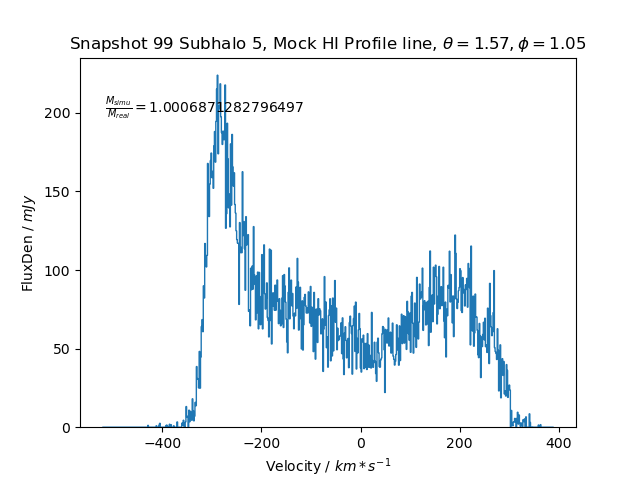 Snapshot 99 Subhalo 5, Mock HI Profile line, θ = 1.57, ϕ = 1.05
M_simu/M_real = 1.0006871282796497
FluxDen / mJy
200
150
100
50
0
−400 −200 0 200 400
Velocity / km * s⁻¹